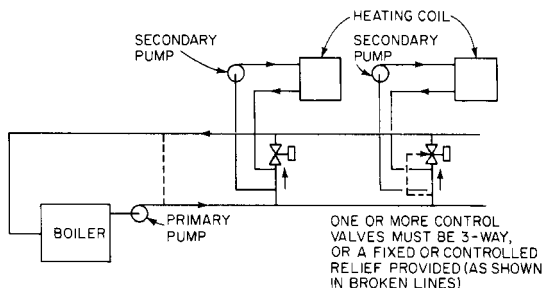 HEATING COIL
SECONDARY
PUMP
SECONDARY
PUMP
BOILER
PRIMARY
PUMP
ONE OR MORE CONTROL
VALVES MUST BE 3-WAY,
OR A FIXED OR CONTROLLED
RELIEF PROVIDED (AS SHOWN
IN BROKEN LINES)